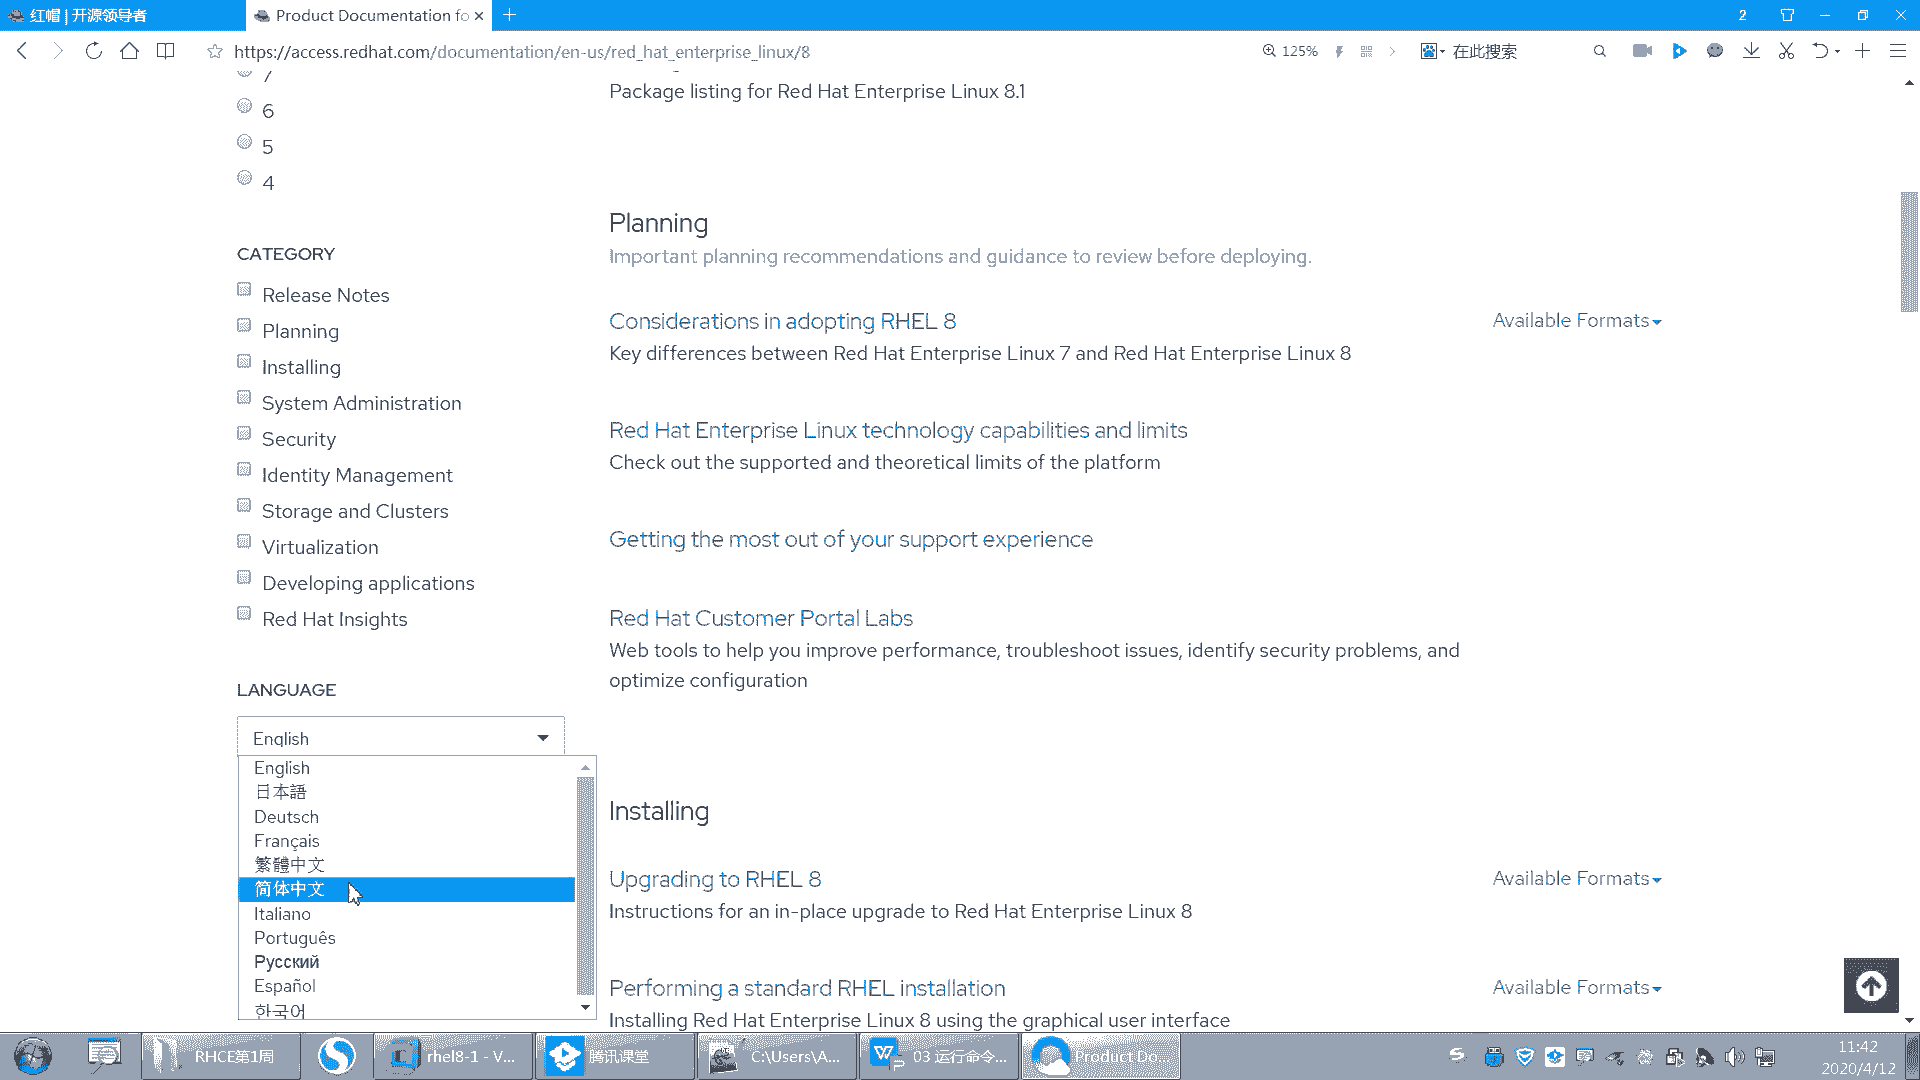 红帽 | 开源领导者
Product Documentation fo
2
https://access.redhat.com/documentation/en-us/red_hat_enterprise_linux/8
125%
在此搜索
7
6
5
4
CATEGORY
Release Notes
Planning
Installing
System Administration
Security
Identity Management
Storage and Clusters
Virtualization
Developing applications
Red Hat Insights
LANGUAGE
English
English
日本語
Deutsch
Français
繁體中文
简体中文
Italiano
Português
Русский
Español
한국어
Package listing for Red Hat Enterprise Linux 8.1
Planning
Important planning recommendations and guidance to review before deploying.
Considerations in adopting RHEL 8
Available Formats
Key differences between Red Hat Enterprise Linux 7 and Red Hat Enterprise Linux 8
Red Hat Enterprise Linux technology capabilities and limits
Check out the supported and theoretical limits of the platform
Getting the most out of your support experience
Red Hat Customer Portal Labs
Web tools to help you improve performance, troubleshoot issues, identify security problems, and
optimize configuration
Installing
Upgrading to RHEL 8
Available Formats
Instructions for an in-place upgrade to Red Hat Enterprise Linux 8
Performing a standard RHEL installation
Available Formats
Installing Red Hat Enterprise Linux 8 using the graphical user interface
RHCE第1周
rhel8-1 - V...
腾讯课堂
C:\Users\A...
03 运行命令...
Product Do...
11:42
2020/4/12